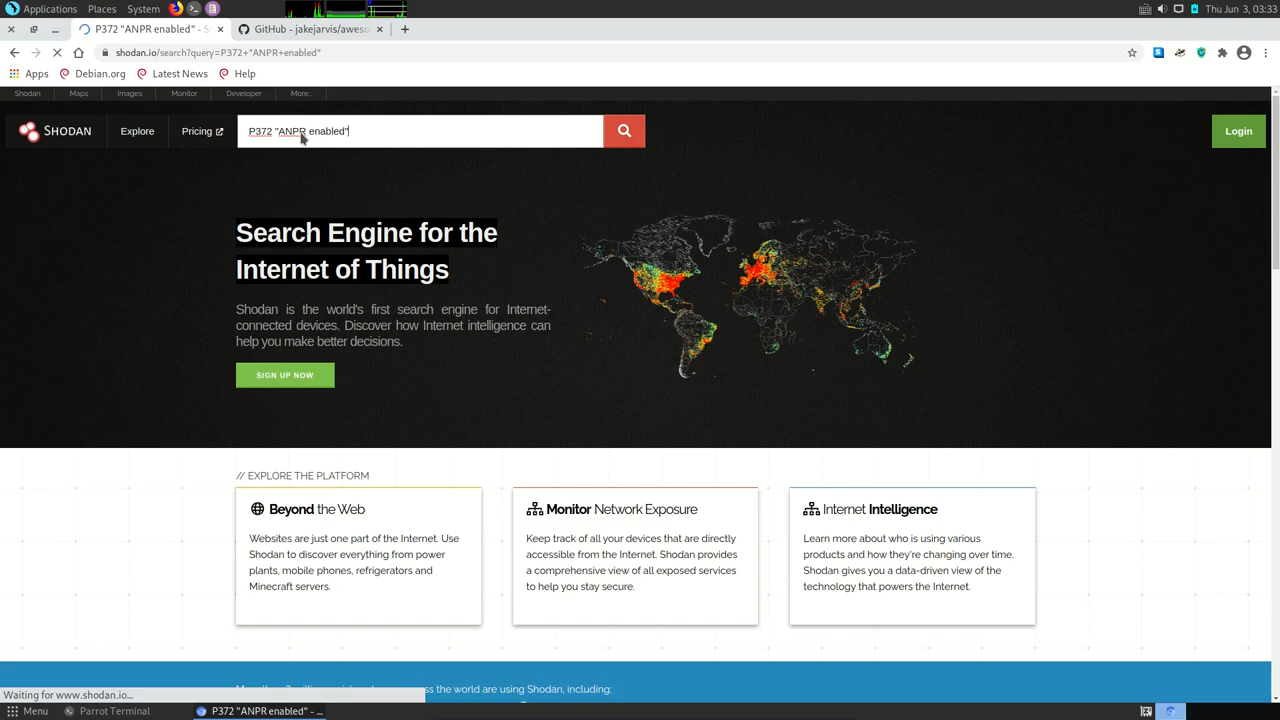 Applications Places System Thu Jun 3, 03:33
P372 "ANPR enabled" - S
GitHub - jakejarvis/aweso
shodan.io/search?query=P372+"ANPR+enabled"
Apps Debian.org Latest News Help
Shodan Maps Images Monitor Developer More...
SHODAN Explore Pricing P372 "ANPR enabled" Login
Search Engine for the
Internet of Things
Shodan is the world's first search engine for Internet-
connected devices. Discover how Internet intelligence can
help you make better decisions.
SIGN UP NOW
// EXPLORE THE PLATFORM
Beyond the Web
Websites are just one part of the Internet. Use
Shodan to discover everything from power
plants, mobile phones, refrigerators and
Minecraft servers.
Monitor Network Exposure
Keep track of all your devices that are directly
accessible from the Internet. Shodan provides
a comprehensive view of all exposed services
to help you stay secure.
Internet Intelligence
Learn more about who is using various
products and how they're changing over time.
Shodan gives you a data-driven view of the
technology that powers the Internet.
ss the world are using Shodan, including:
Waiting for www.shodan.io...
Menu Parrot Terminal P372 "ANPR enabled" - ...